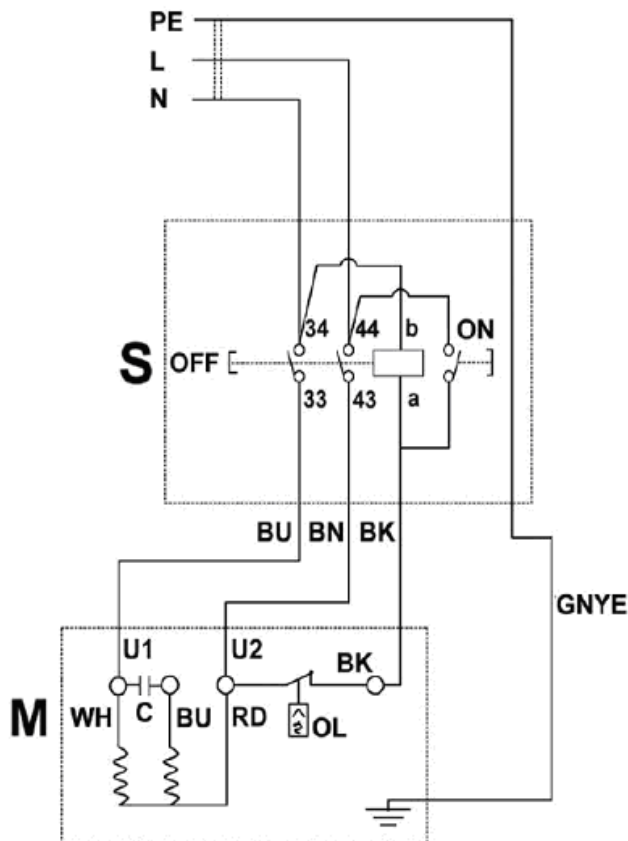 PE
L
N
34 44 b ON
S OFF
33 43 a
BU BN BK
GNYE
U1 U2 BK
M WH C BU RD OL